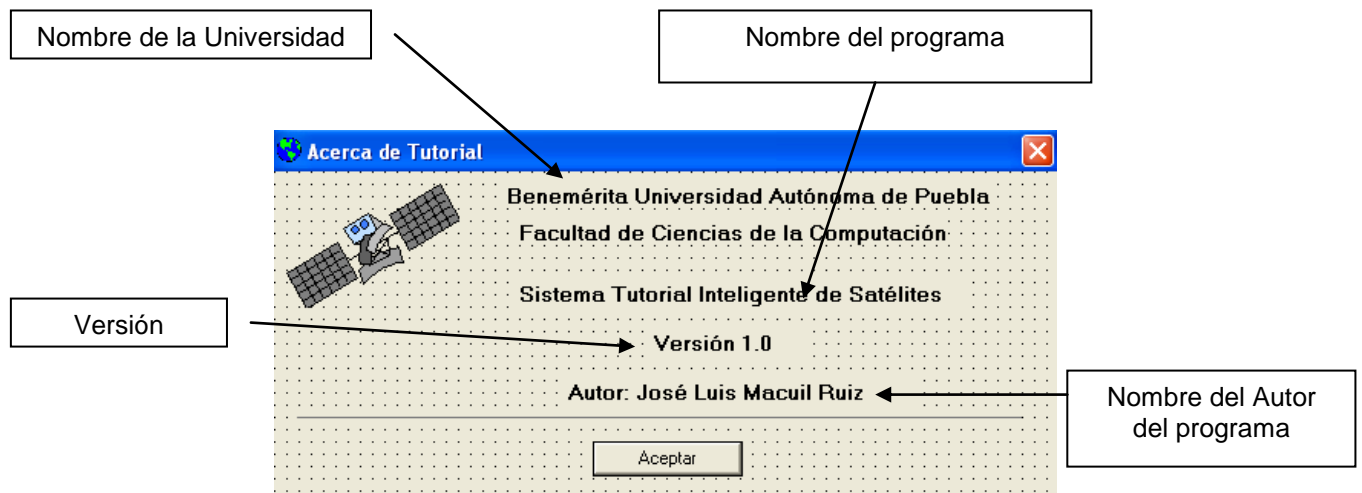 Nombre de la Universidad
Nombre del programa
Acerca de Tutorial
Benemérita Universidad Autónoma de Puebla
Facultad de Ciencias de la Computación
Sistema Tutorial Inteligente de Satélites
Versión
Versión 1.0
Autor: José Luis Macuil Ruiz
Nombre del Autor
del programa
Aceptar